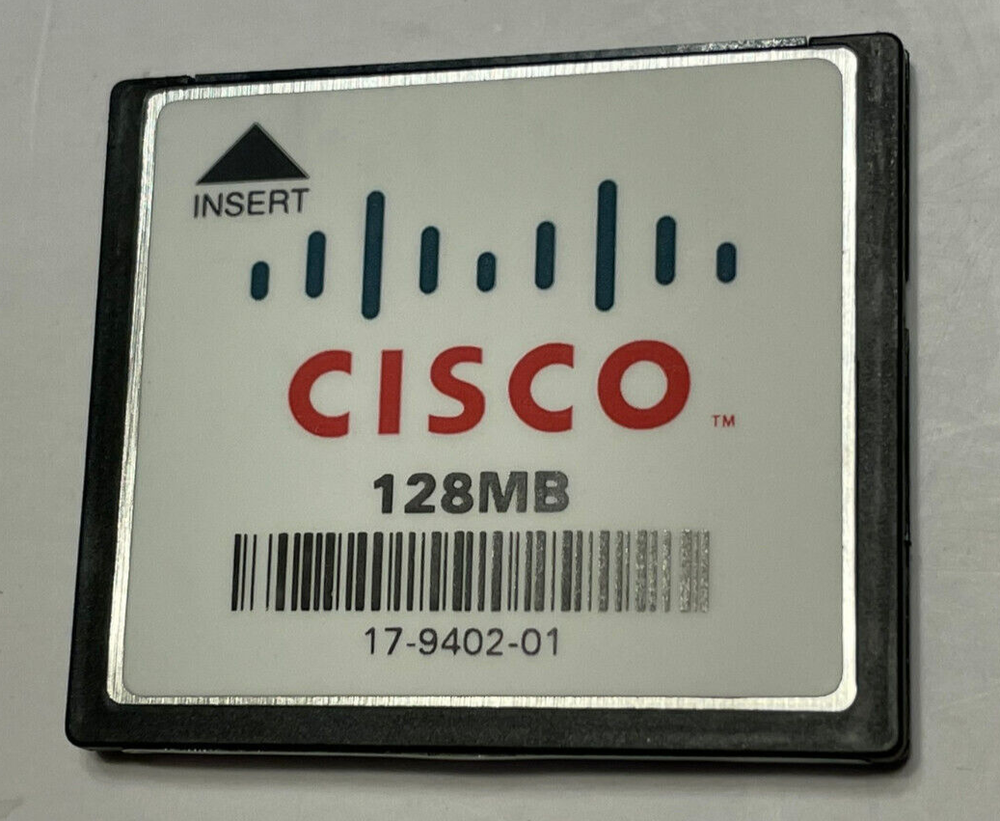 INSERT
CISCO
TM
128MB
17-9402-01